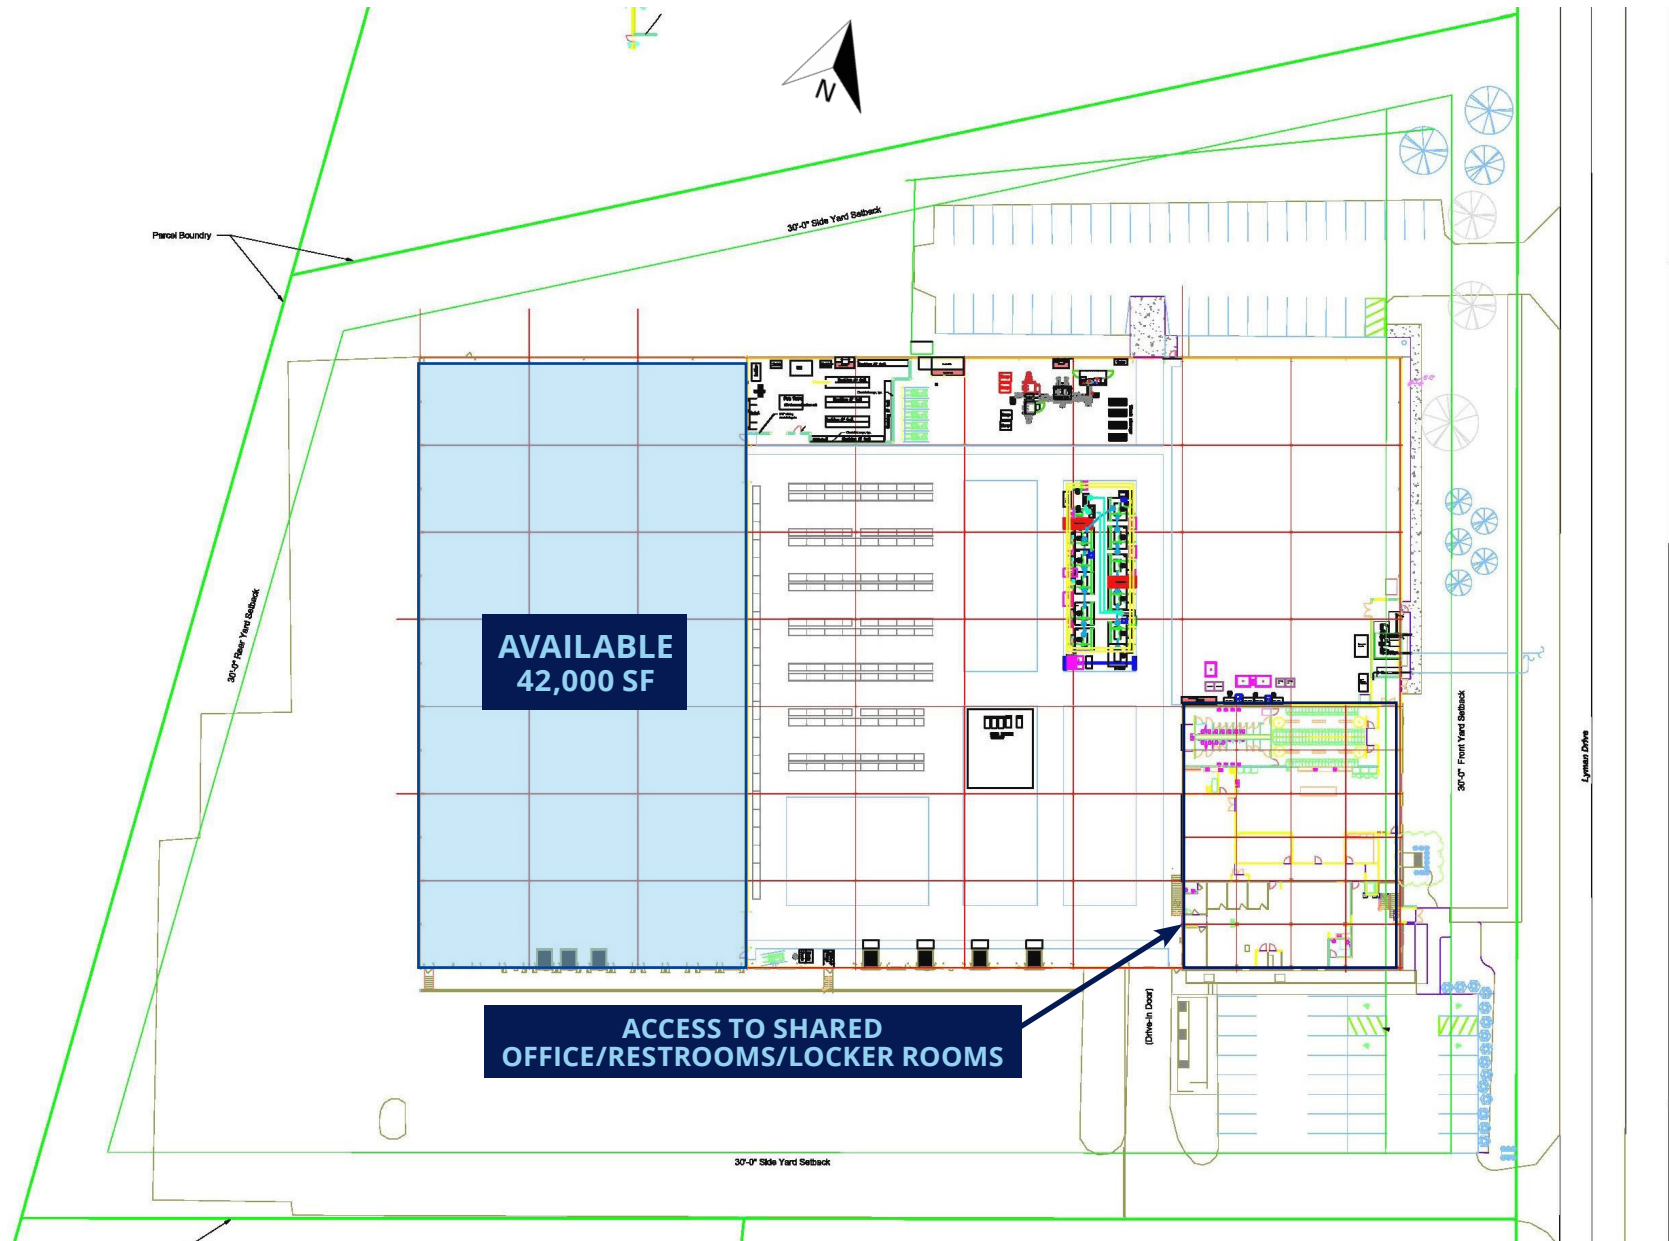 N
30'-0" Side Yard Setback
Parcel Boundry
30'-0" Rear Yard Setback
AVAILABLE
42,000 SF
30'-0" Front Yard Setback
Lyman Drive
ACCESS TO SHARED
OFFICE/RESTROOMS/LOCKER ROOMS
(Drive-In Door)
30'-0" Side Yard Setback